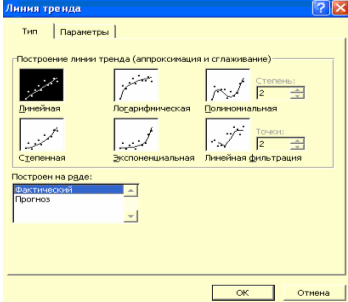 Линия тренда
Тип Параметры
Построение линии тренда (аппроксимация и сглаживание)
Линейная Логарифмическая Полиномиальная
Степень:
2
Степенная Экспоненциальная Линейная фильтрация
Точки:
2
Построен на ряде:
Фактический
Прогноз
ОК Отмена